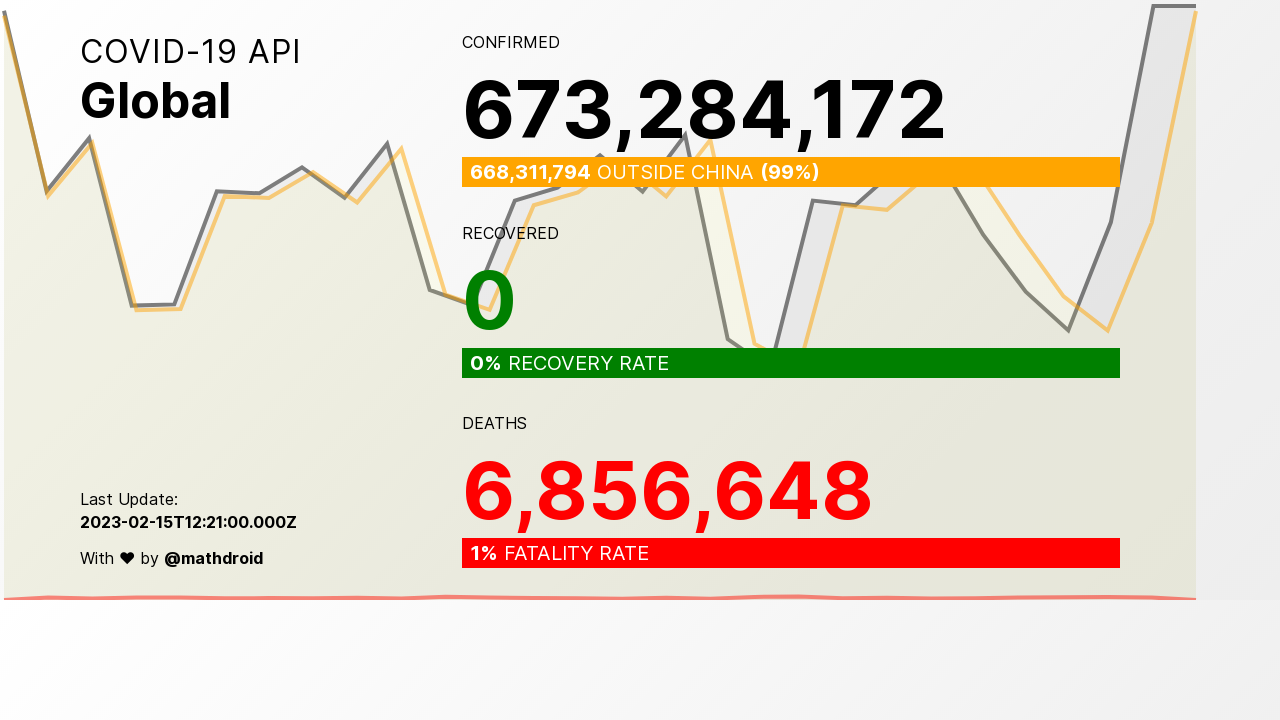 COVID-19 API
Global
CONFIRMED
673,284,172
668,311,794 OUTSIDE CHINA (99%)
RECOVERED
0
0% RECOVERY RATE
DEATHS
6,856,648
1% FATALITY RATE
Last Update:
2023-02-15T12:21:00.000Z
With ♥ by @mathdroid